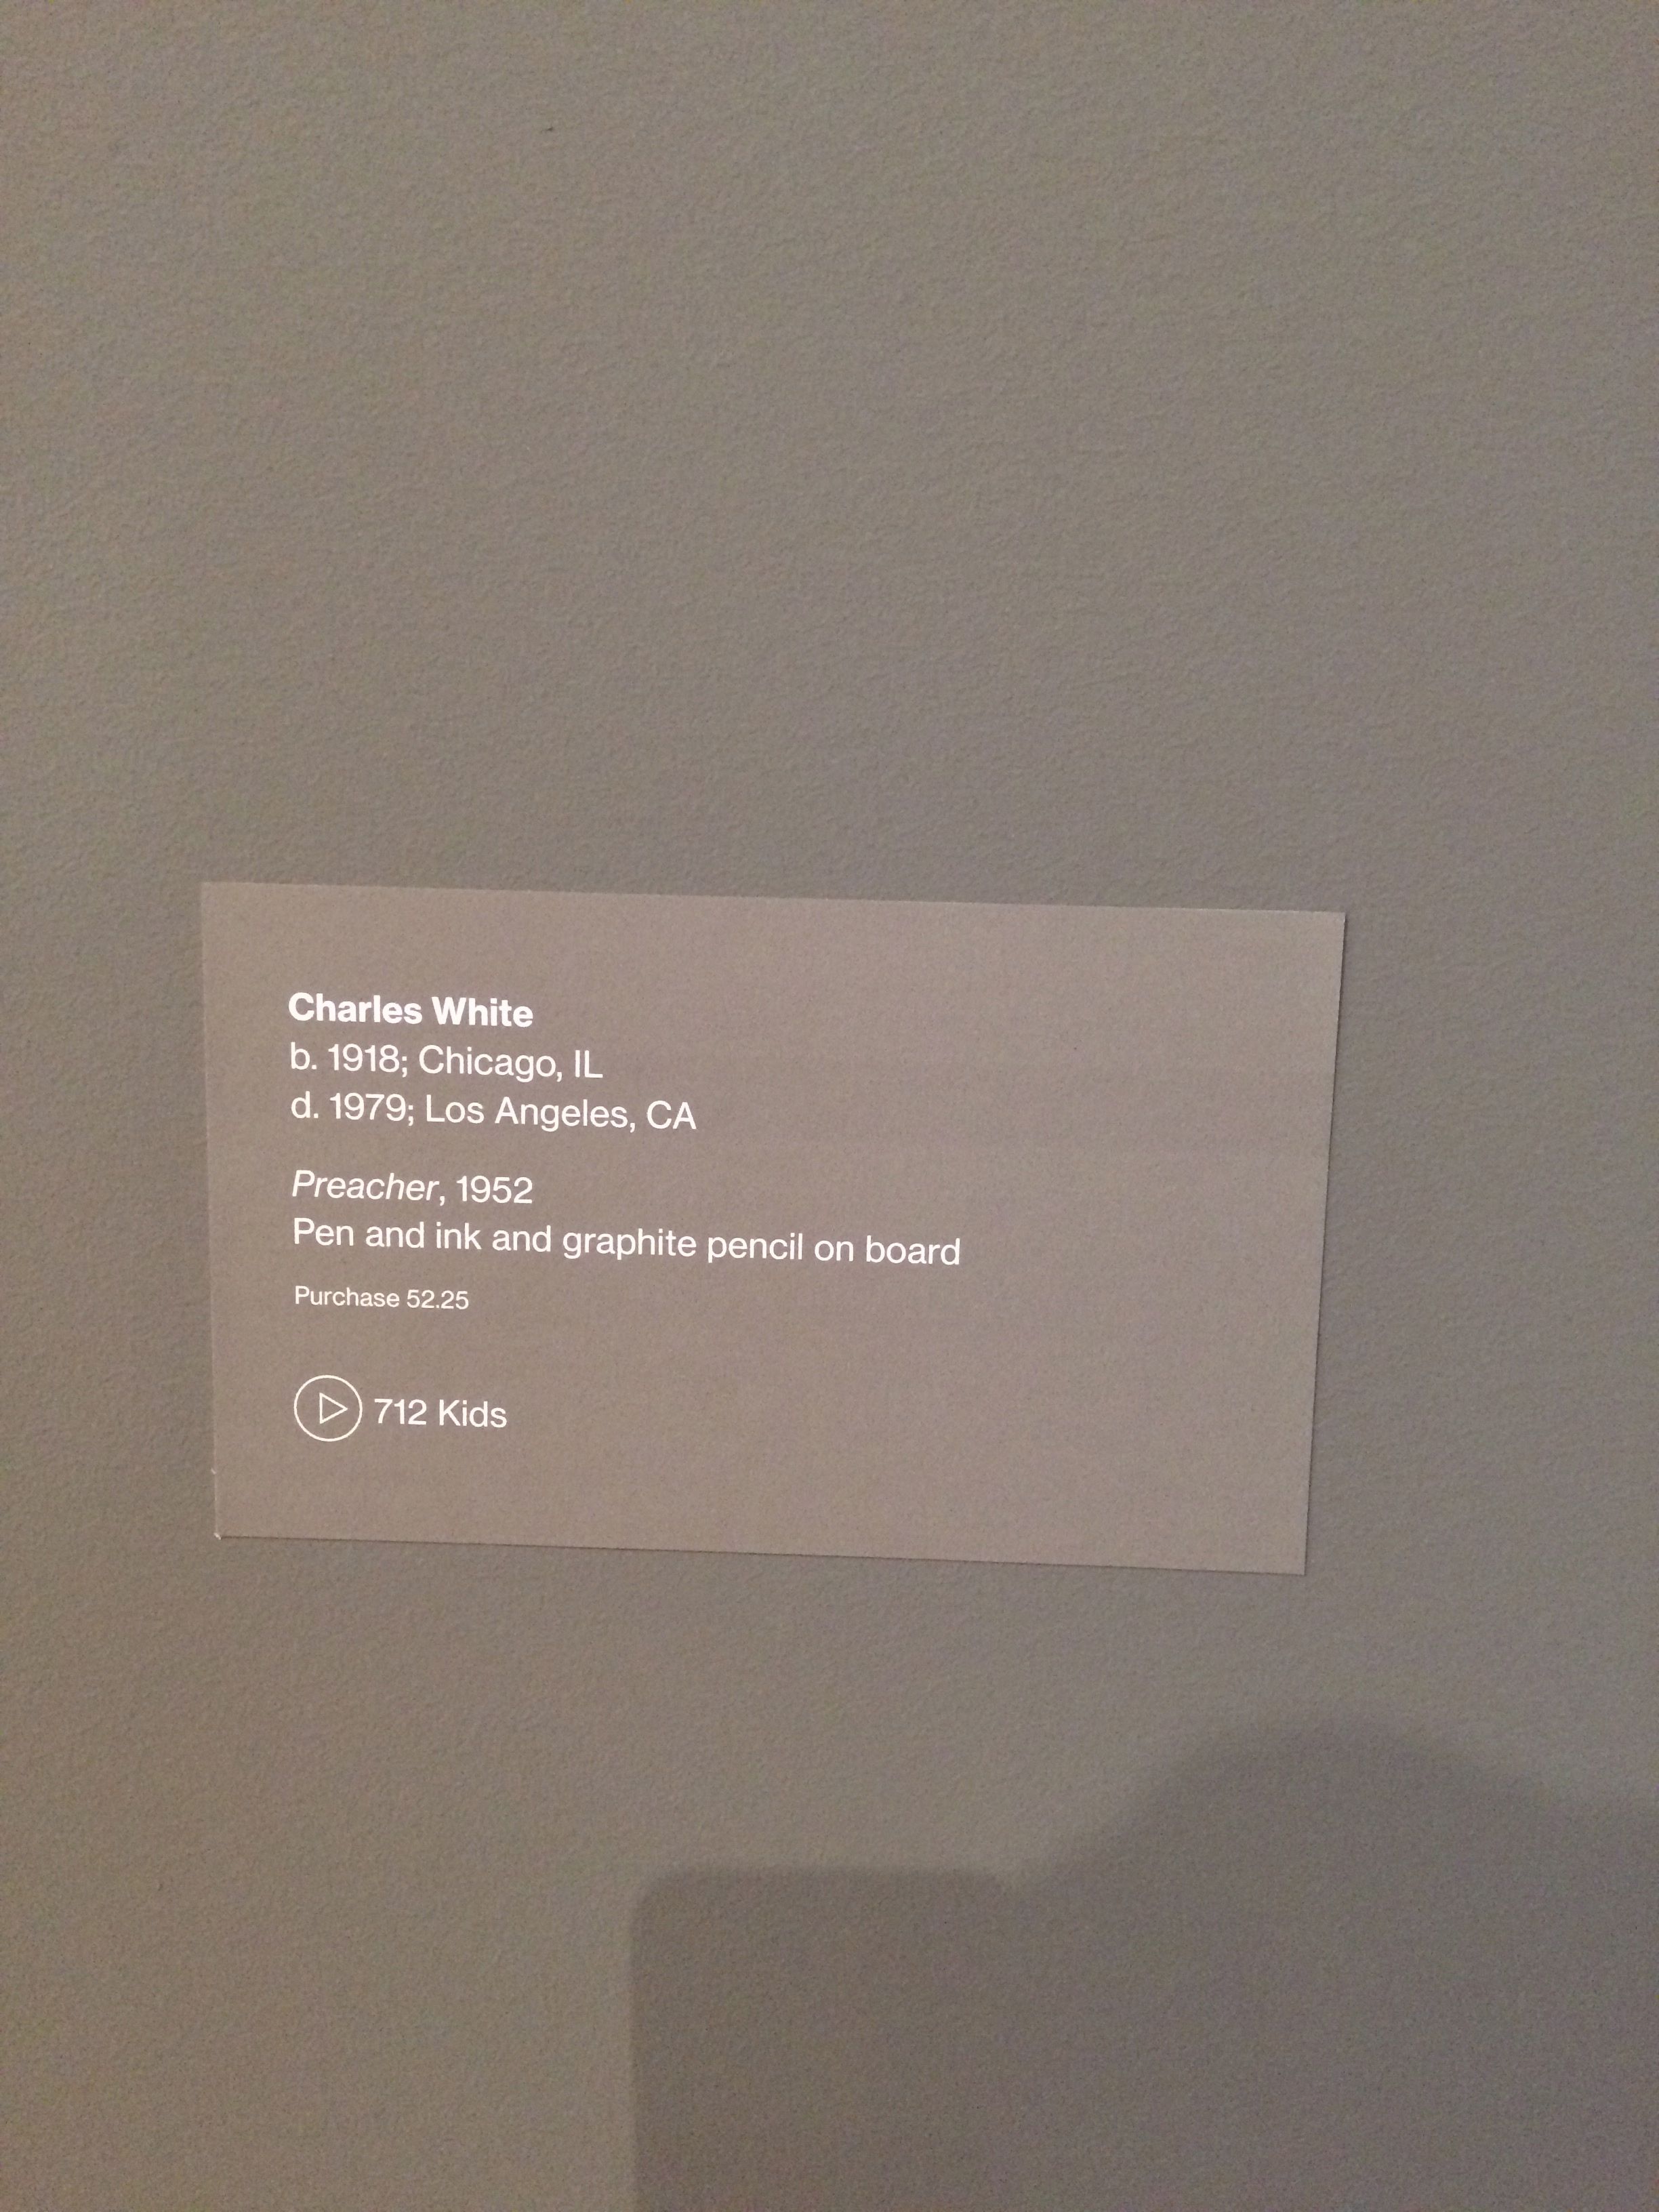 Charles White
b. 1918; Chicago, IL
d. 1979; Los Angeles, CA
Preacher, 1952
Pen and ink and graphite pencil on board
Purchase 52.25
712 Kids